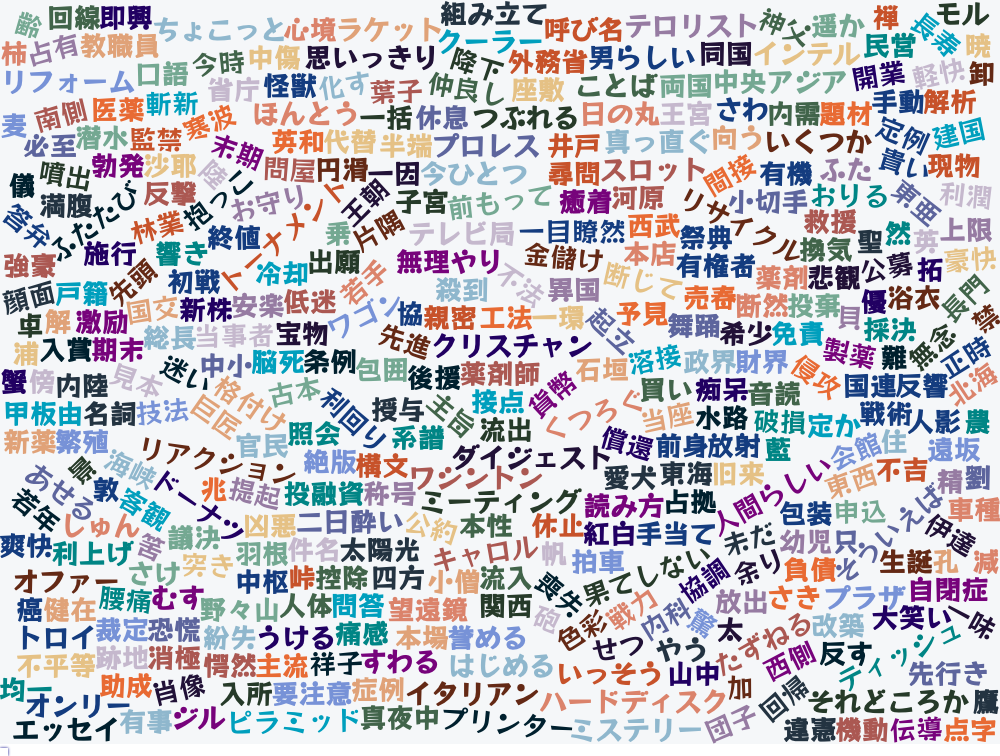 齢 回線 即興 ちょこっと 心境 ラケット 組み立て 呼び名 テロリスト 神父 遥か 禅 長寿 モル
柿 占有 教職員 今時 中傷 思いっきり クーラー 降下 外務省 男らしい 同国 インテル 民営 暁
リフォーム 口語 省庁 怪獣 化す 葉子 仲良し 座敷 ことば 両国 中央アジア 開業 軽快 卸
麦 南側 医薬 斬新 寒波 ほんとう 一括 休息 つぶれる 日の丸 王宮 さわ 内需 題材 手動 解析
必至 潜水 監禁 末期 英和 代替 半端 プロレス 井戸 真っ直ぐ 向う いくつか 定例 建国
儀 噴出 勃発 沙耶 陸 問屋 円滑 一因 今ひとつ 尋問 スロット 間接 有機 ふた 貴い 現物
答弁 満腹 ふたたび 反撃 抱っこ お守り トーナメント 王朝 子宮 前もって 癒着 河原 リサイクル 小切手 おりる 東亜 利潤
林業 終値 乗 片隅 テレビ局 一目瞭然 西武 祭典 救援 聖 然 英 上限
強豪 施行 響き 冷却 出願 無理やり 金儲け 本店 有権者 換気 公募 拓 豪快
顔面 戸籍 先頭 初戦 若手 殺到 不法 異国 断じて 売春 薬剤 悲観 優 浴衣 長門
卓 解 激励 国交 新株 安楽 低迷 ワゴン 協 親密 工法 一環 起立 予見 舞踊 断然 投棄 貝 採決 無念 禁
浦 入賞 期末 総長 当事者 宝物 先進 クリスチャン 希少 免責 製薬 難 正時
蟹 傍 内陸 見本 迷い 中小 脳死 条例 包囲 後援 薬剤師 貨幣 石垣 溶接 政界 財界 侵攻 国連 反響 北海
甲板 由 名詞 技法 巨匠 格付け 古本 利回り 授与 主旨 接点 くつろぐ 買い 痴呆 音読 戦術 人影 農
新薬 繁殖 官民 照会 系譜 流出 償還 当座 水路 破損 定か 前身 放射 藍 会館 住 遠坂
リアクション 絶版 横文 ワシントン ダイジェスト 愛犬 東海 旧来 人間らしい 東西 不吉 精 劉
あせる 景 敦 海峡 ドーナッツ 兆 提起 投融資 称号 ミーティング 読み方 占拠 包装 申込 ついえば 車種
若年 しゅん 客観 凶悪 二日酔い 公約 本性 休止 紅白 手当て 未だ 幼児 只 伊達
爽快 利上げ 筈 議決 羽根 件名 太陽光 キャロル 帆 拍車 果てしない 協調 余り 負債 ぞ 生誕 孔 減
オファー さけ 突き 中枢 峠 控除 四方 小僧 流入 喪失 自閉症
癌 健在 腰痛 むす 野々山 人体 問答 望遠鏡 関西 砲 色彩 戦力 内科 驚 放出 さき プラザ 大笑い 一味
トロイ 裁定 恐慌 紛失 うける 痛感 本場 誉める せつ やう 太 たずねる 改築 ティッシュ
不平等 跡地 消極 愕然 主流 祥子 すわる はじめる いっそう 山中 西側 反す 先行き
均一 オンリー 助成 肖像 入所 要注意 症例 イタリアン ハードディスク 加 回帰 それどころか 鷹
エッセイ 有事 ジル ピラミッド 真夜中 プリンター ミステリー 団子 違憲 機動 伝導 点字